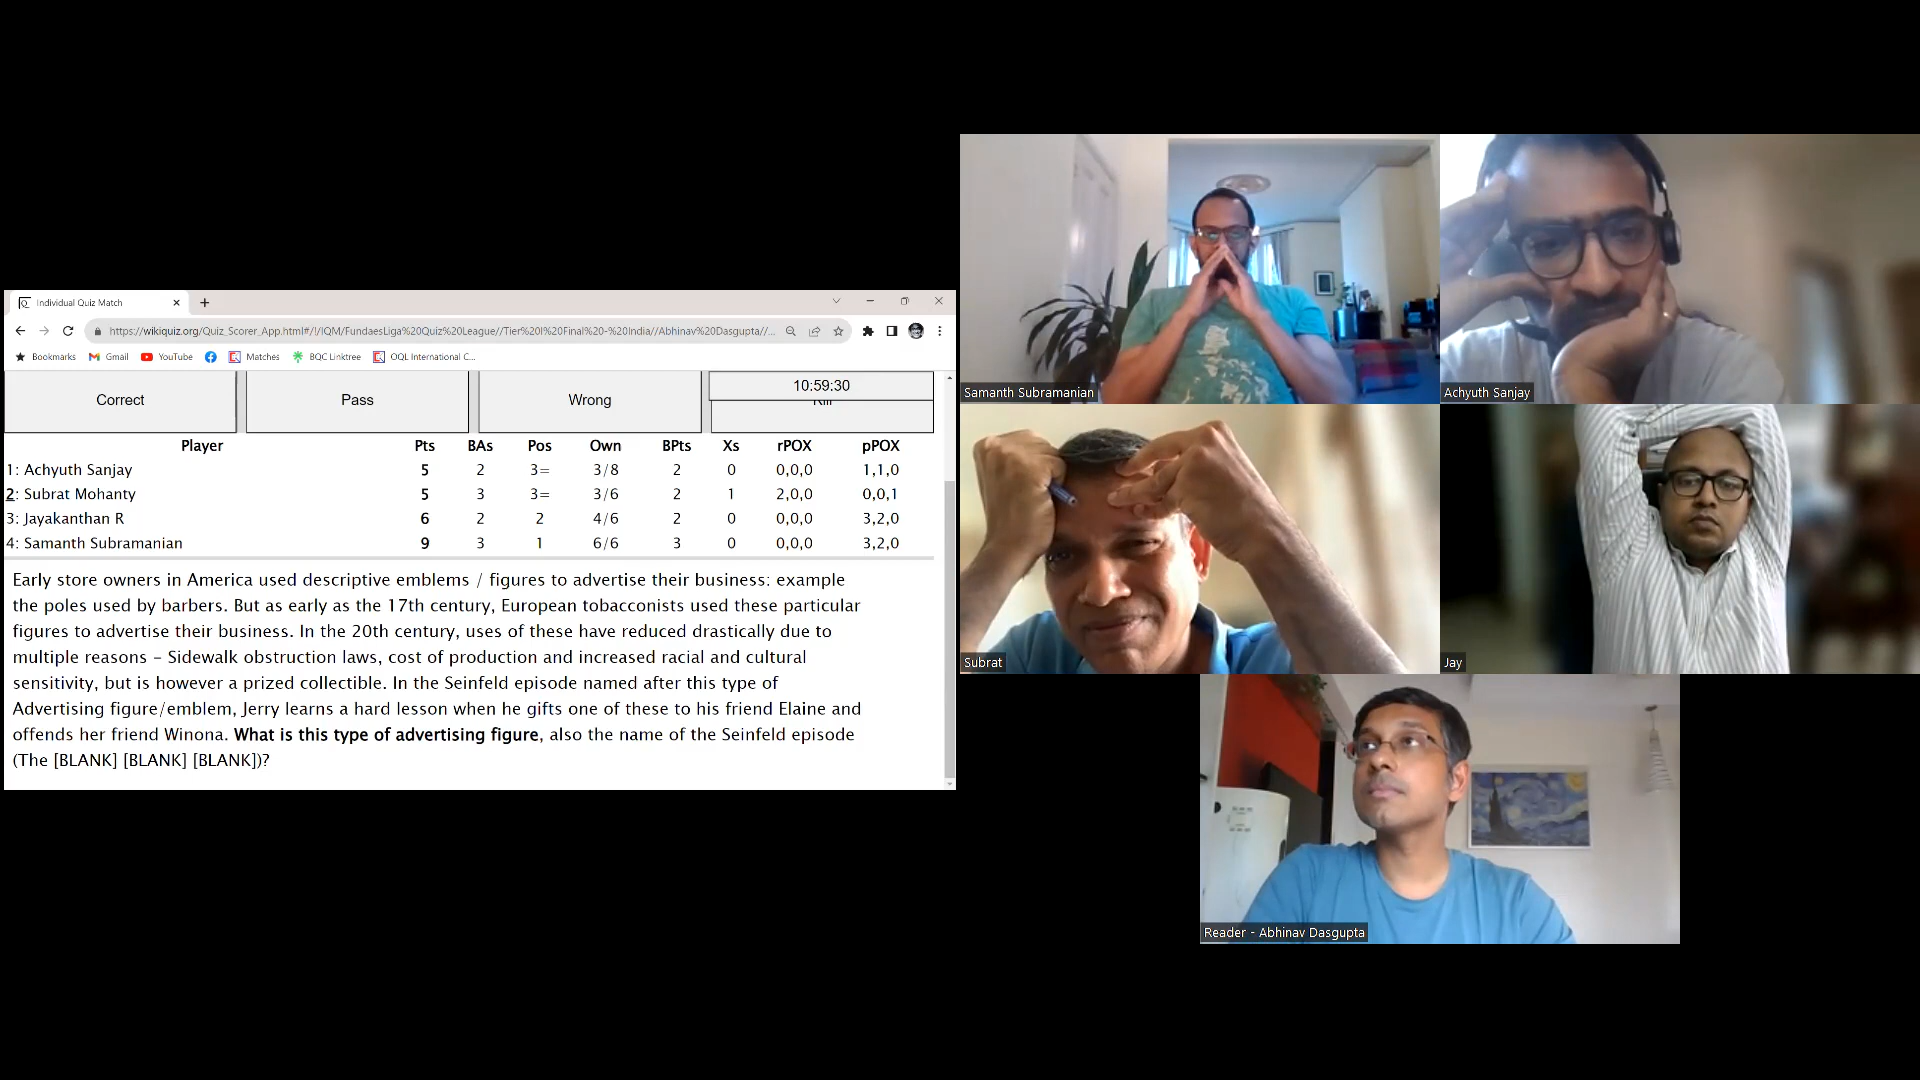 Individual Quiz Match
https://wikiquiz.org/Quiz_Scorer_App.html#/!/IQM/FundaesLiga%20Quiz%20League//Tier%20I%20Final%20-%20India//Abhinav%20Dasgupta//...
Bookmarks Gmail YouTube Matches BQC Linktree OQL International C...
10:59:30
Correct Pass Wrong Kill
Player Pts BAs Pos Own BPts Xs rPOX pPOX
1: Achyuth Sanjay 5 2 3= 3/8 2 0 0,0,0 1,1,0
2: Subrat Mohanty 5 3 3= 3/6 2 1 2,0,0 0,0,1
3: Jayakanthan R 6 2 2 4/6 2 0 0,0,0 3,2,0
4: Samanth Subramanian 9 3 1 6/6 3 0 0,0,0 3,2,0
Early store owners in America used descriptive emblems / figures to advertise their business: example
the poles used by barbers. But as early as the 17th century, European tobacconists used these particular
figures to advertise their business. In the 20th century, uses of these have reduced drastically due to
multiple reasons – Sidewalk obstruction laws, cost of production and increased racial and cultural
sensitivity, but is however a prized collectible. In the Seinfeld episode named after this type of
Advertising figure/emblem, Jerry learns a hard lesson when he gifts one of these to his friend Elaine and
offends her friend Winona. What is this type of advertising figure, also the name of the Seinfeld episode
(The [BLANK] [BLANK] [BLANK])?
Samanth Subramanian
Achyuth Sanjay
Subrat
Jay
Reader - Abhinav Dasgupta